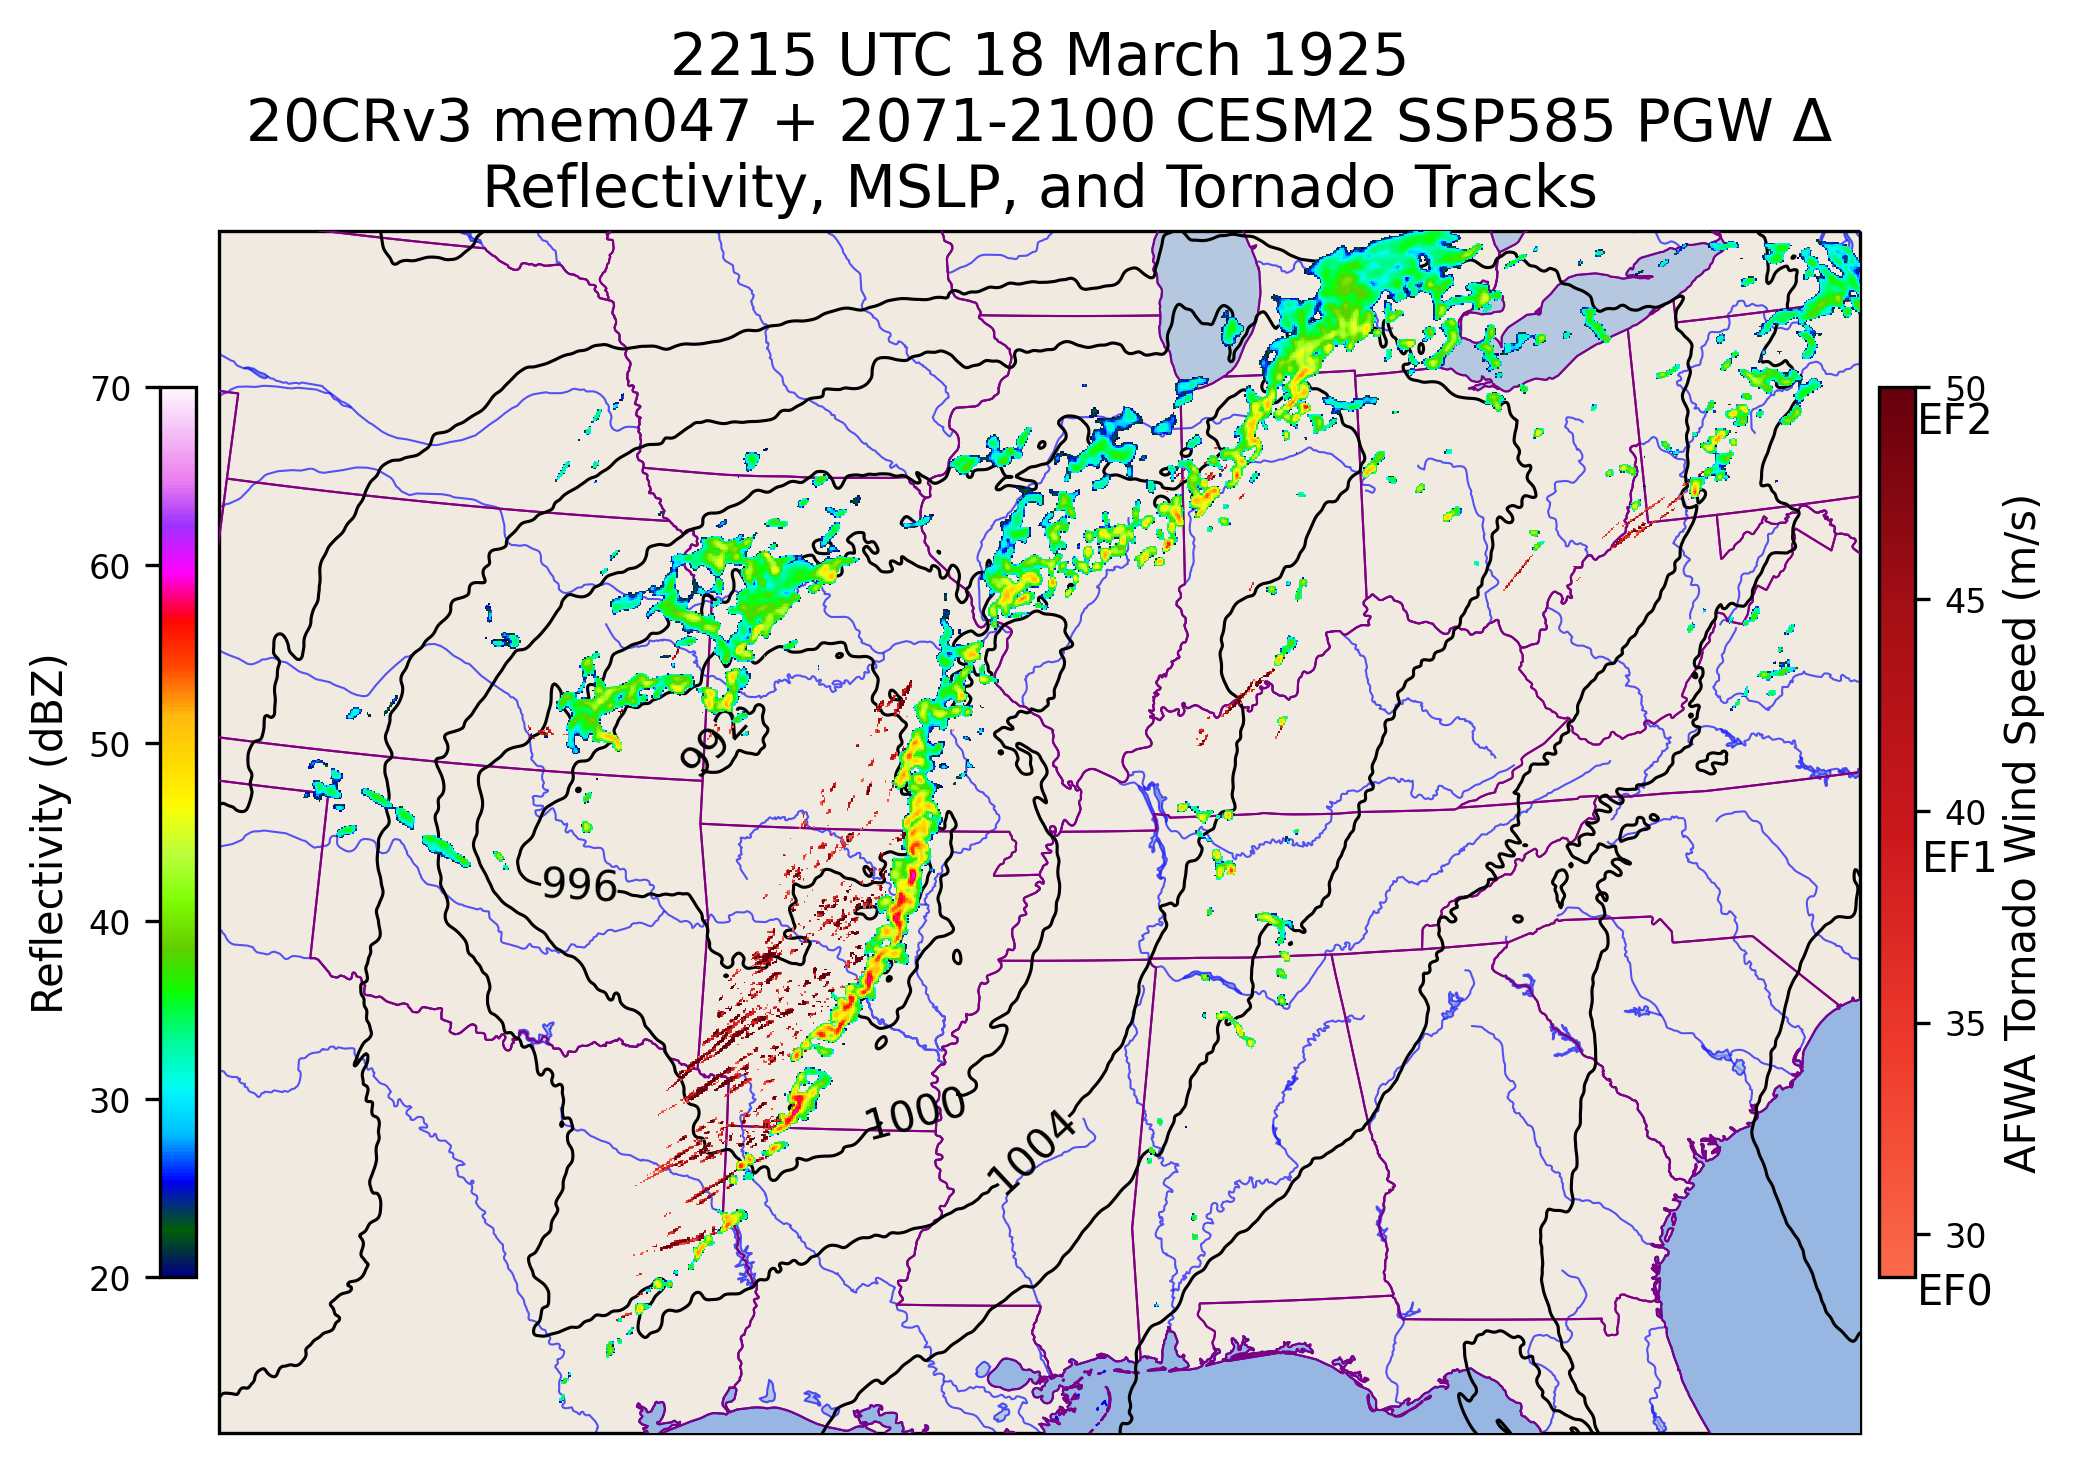 2215 UTC 18 March 1925
20CRv3 mem047 + 2071-2100 CESM2 SSP585 PGW Δ
Reflectivity, MSLP, and Tornado Tracks
70
60
50
40
30
20
Reflectivity (dBZ)
992
996
1000
1004
50
EF2
45
40
EF1
35
30
EF0
AFWA Tornado Wind Speed (m/s)